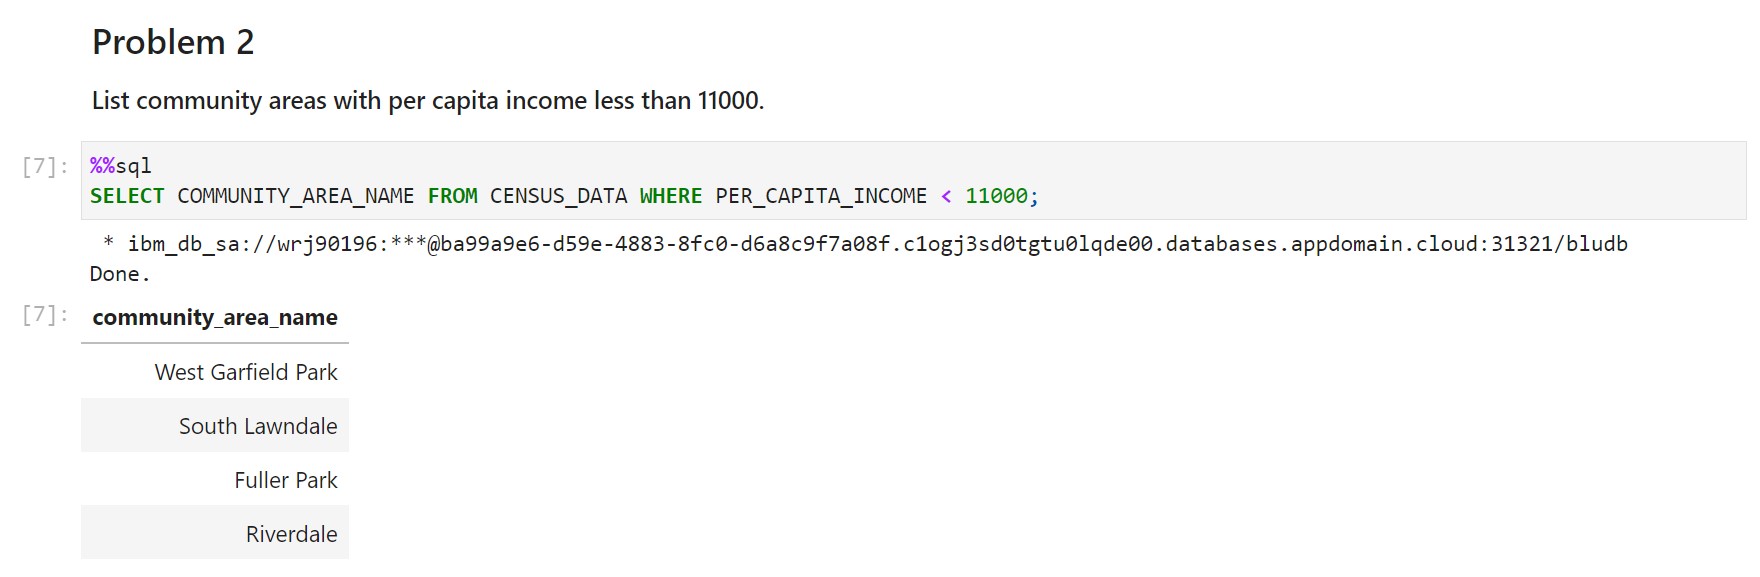 Problem 2
List community areas with per capita income less than 11000.
[7]: %%sql
SELECT COMMUNITY_AREA_NAME FROM CENSUS_DATA WHERE PER_CAPITA_INCOME < 11000;
* ibm_db_sa://wrj90196:***@ba99a9e6-d59e-4883-8fc0-d6a8c9f7a08f.c1ogj3sd0tgtu0lqde00.databases.appdomain.cloud:31321/bludb
Done.
[7]: community_area_name
West Garfield Park
South Lawndale
Fuller Park
Riverdale